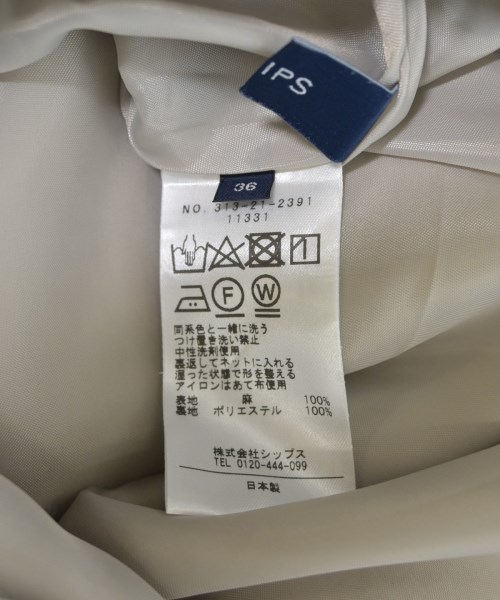 IPS
36
NO. 313-21-2391
11331
F W
同系色と一緒に洗う
つけ置き洗い禁止
中性洗剤使用
裏返してネットに入れる
湿った状態で形を整える
アイロンはあて布使用
表地 麻 100%
裏地 ポリエステル 100%
株式会社シップス
TEL 0120-444-099
日本製